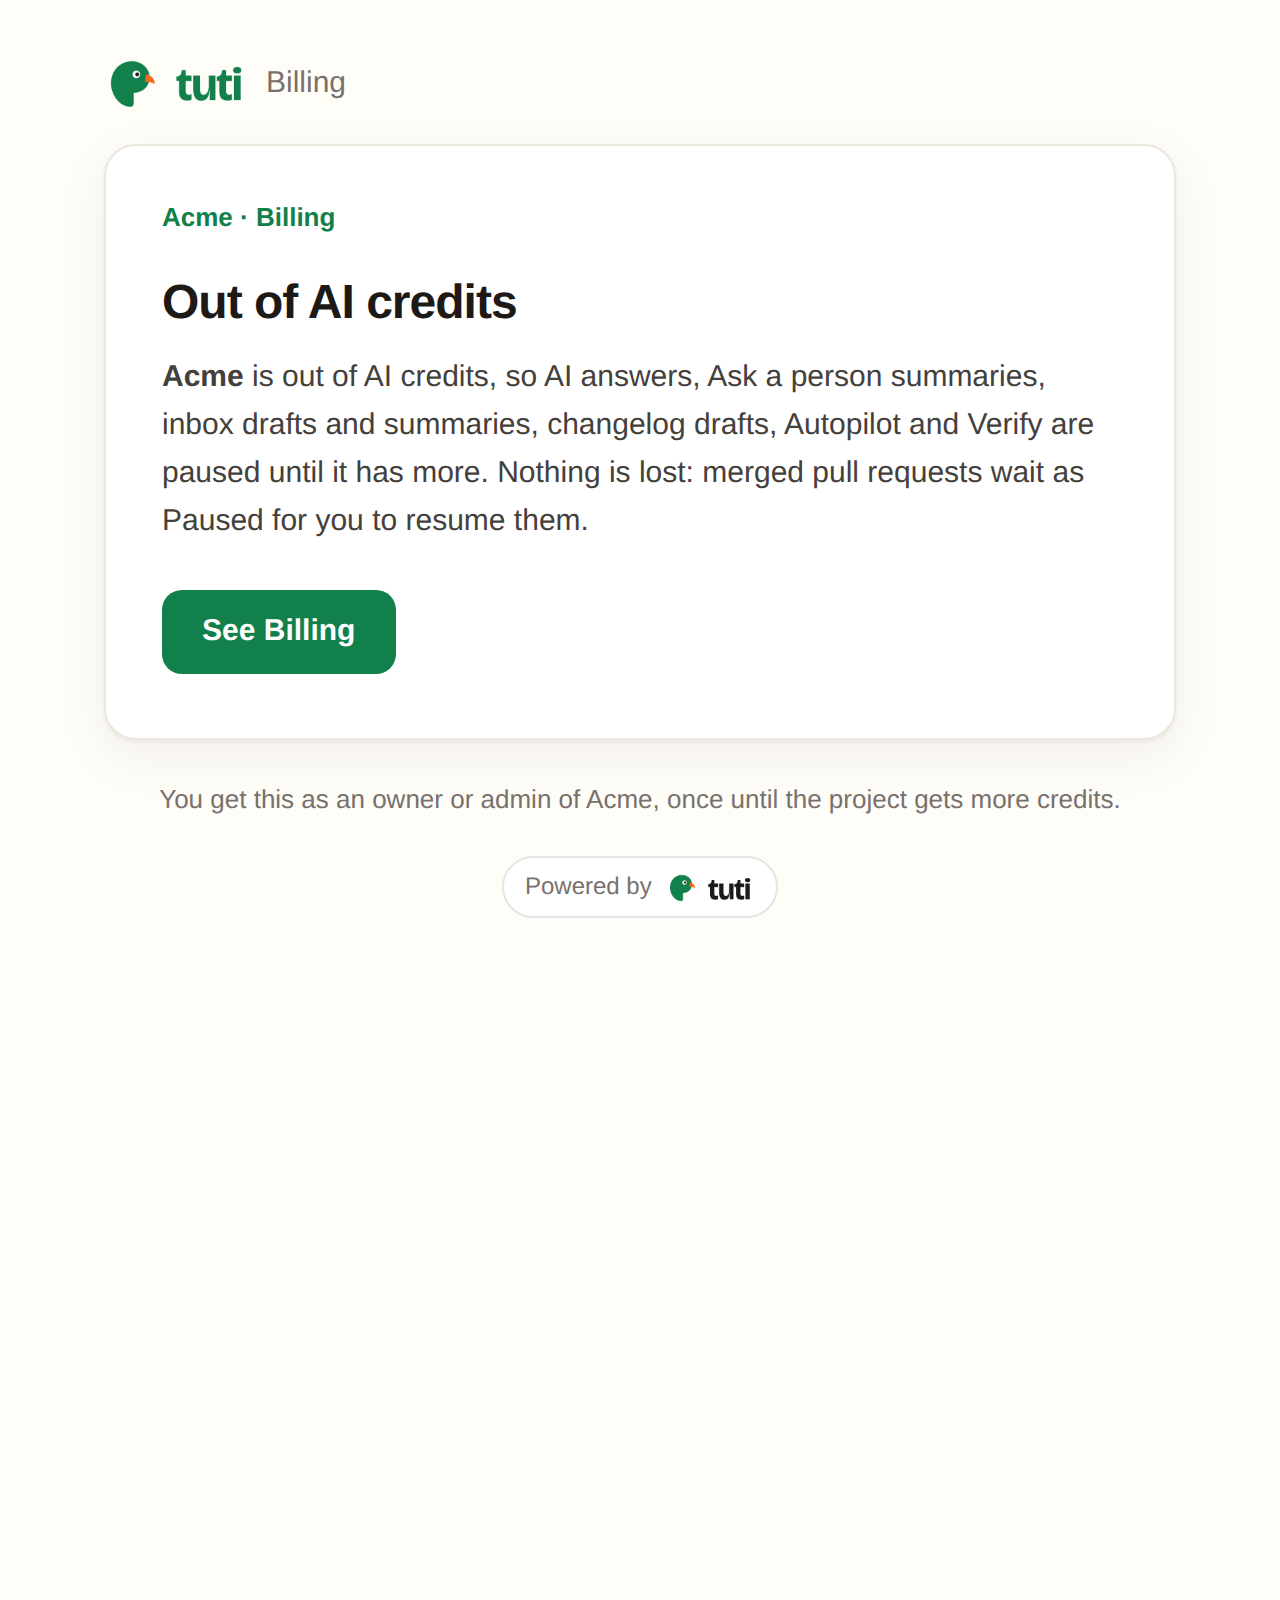 tuti Billing
Acme · Billing
Out of AI credits
Acme is out of AI credits, so AI answers, Ask a person summaries,
inbox drafts and summaries, changelog drafts, Autopilot and Verify are
paused until it has more. Nothing is lost: merged pull requests wait as
Paused for you to resume them.
See Billing
You get this as an owner or admin of Acme, once until the project gets more credits.
Powered by tuti